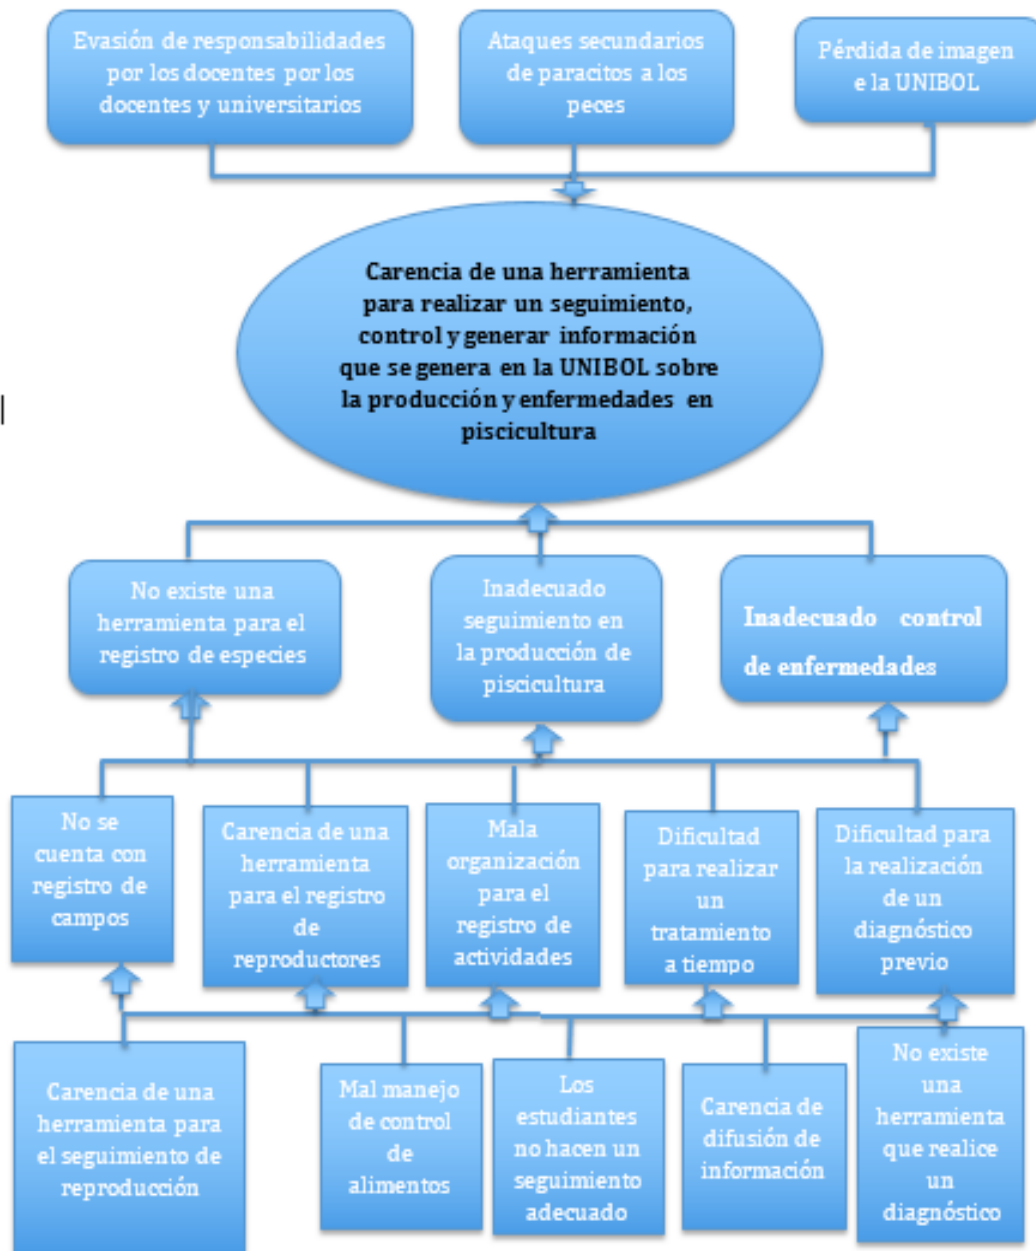 Evasión de responsabilidades
por los docentes por los
docentes y universitarios
Ataques secundarios
de paracitos a los
peces
Pérdida de imagen
e la UNIBOL
Carencia de una herramienta
para realizar un seguimiento,
control y generar información
que se genera en la UNIBOL sobre
la producción y enfermedades en
piscicultura
No existe una
herramienta para el
registro de especies
Inadecuado
seguimiento en
la producción de
piscicultura
Inadecuado control
de enfermedades
No se
cuenta con
registro de
campos
Carencia de una
herramienta
para el registro
de
reproductores
Mala
organización
para el
registro de
actividades
Dificultad
para realizar
un
tratamiento
a tiempo
Dificultad para
la realización
de un
diagnóstico
previo
Carencia de una
herramienta para
el seguimiento de
reproducción
Mal manejo
de control
de
alimentos
Los
estudiantes
no hacen un
seguimiento
adecuado
Carencia de
difusión de
información
No existe
una
herramienta
que realice
un
diagnóstico